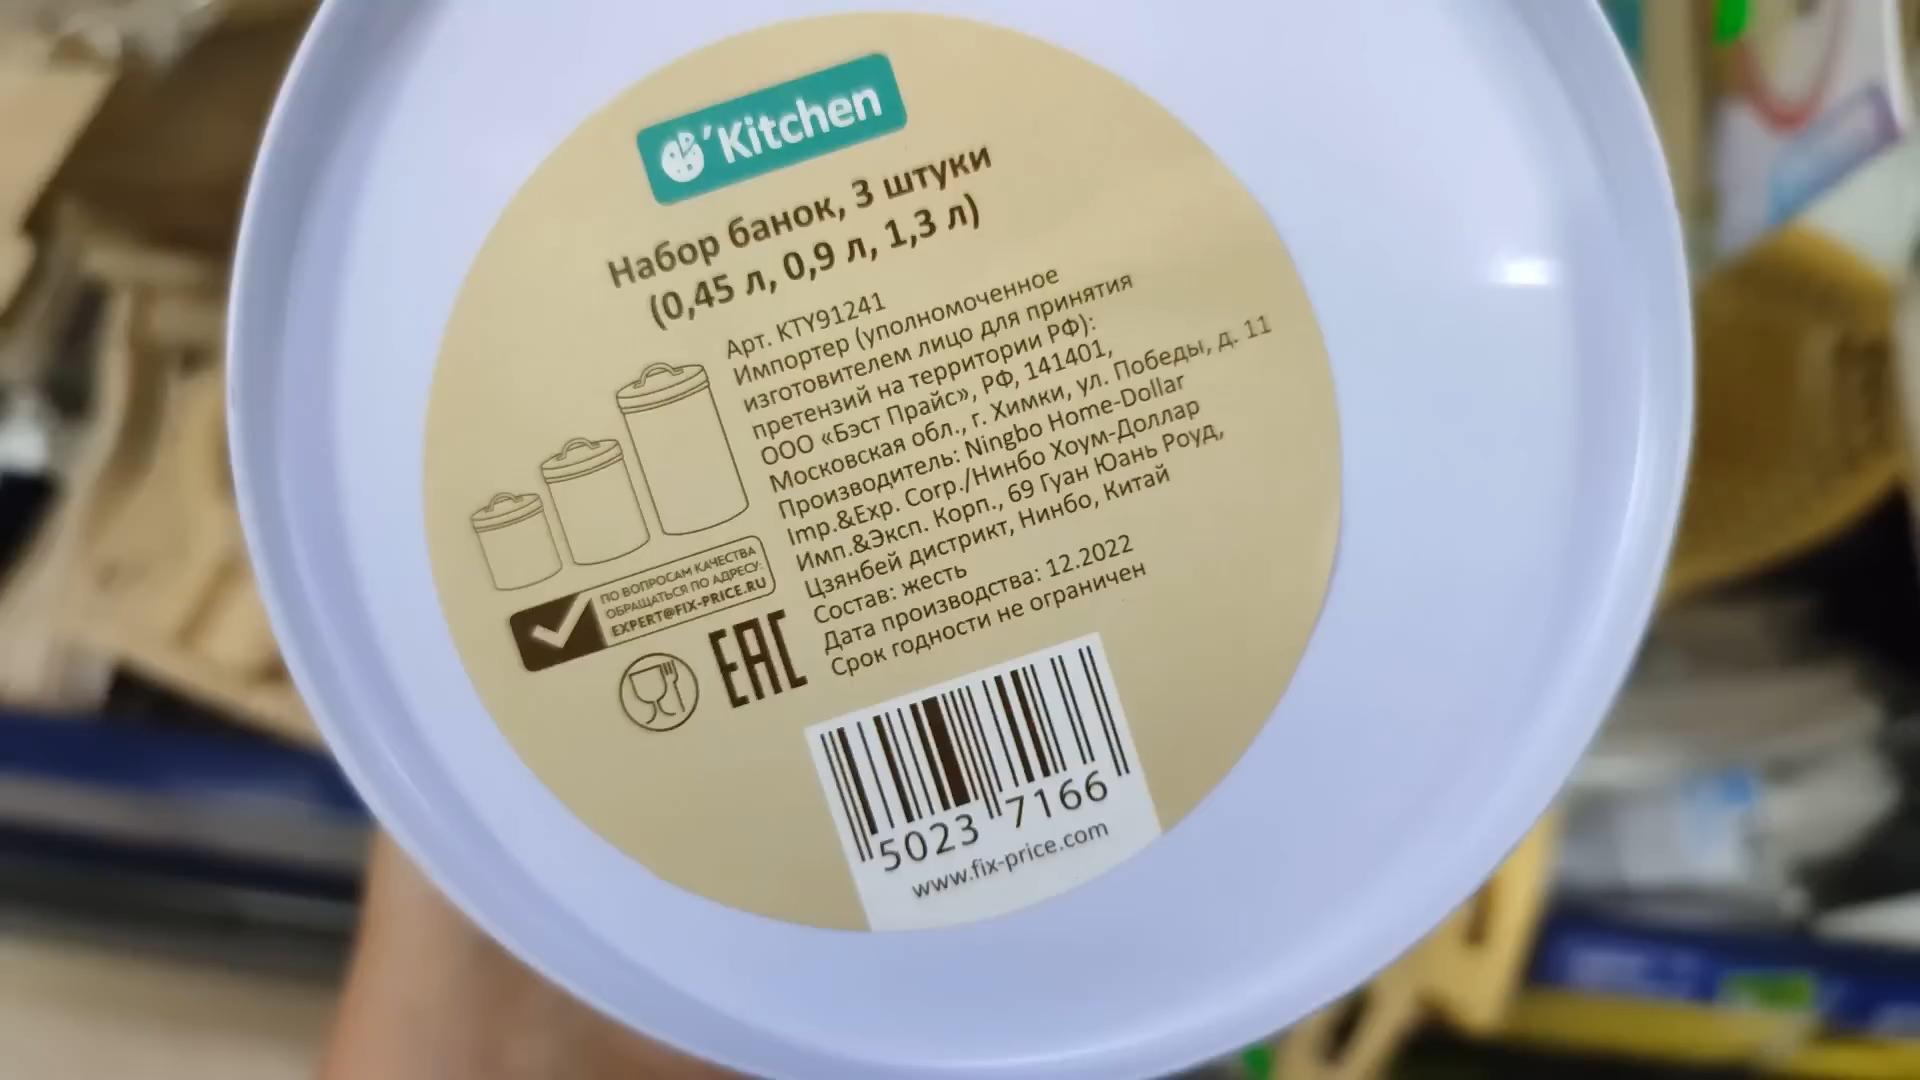 'Kitchen
Набор банок, 3 штуки
(0,45 л, 0,9 л, 1,3 л)
Арт. KTY91241
Импортер (уполномоченное
изготовителем лицо для принятия
претензий на территории РФ):
ООО «Бэст Прайс», РФ, 141401,
Московская обл., г. Химки, ул. Победы, д. 11
Производитель: Ningbo Home-Dollar
Imp.&Exp. Corp./Нинбо Хоум-Доллар
Имп.&Эксп. Корп., 69 Гуан Юань Роуд,
Цзянбей дистрикт, Нинбо, Китай
Состав: жесть
Дата производства: 12.2022
Срок годности не ограничен
ПО ВОПРОСАМ КАЧЕСТВА
ОБРАЩАТЬСЯ ПО АДРЕСУ:
EXPERT@FIX-PRICE.RU
EAC
5023 7166
www.fix-price.com